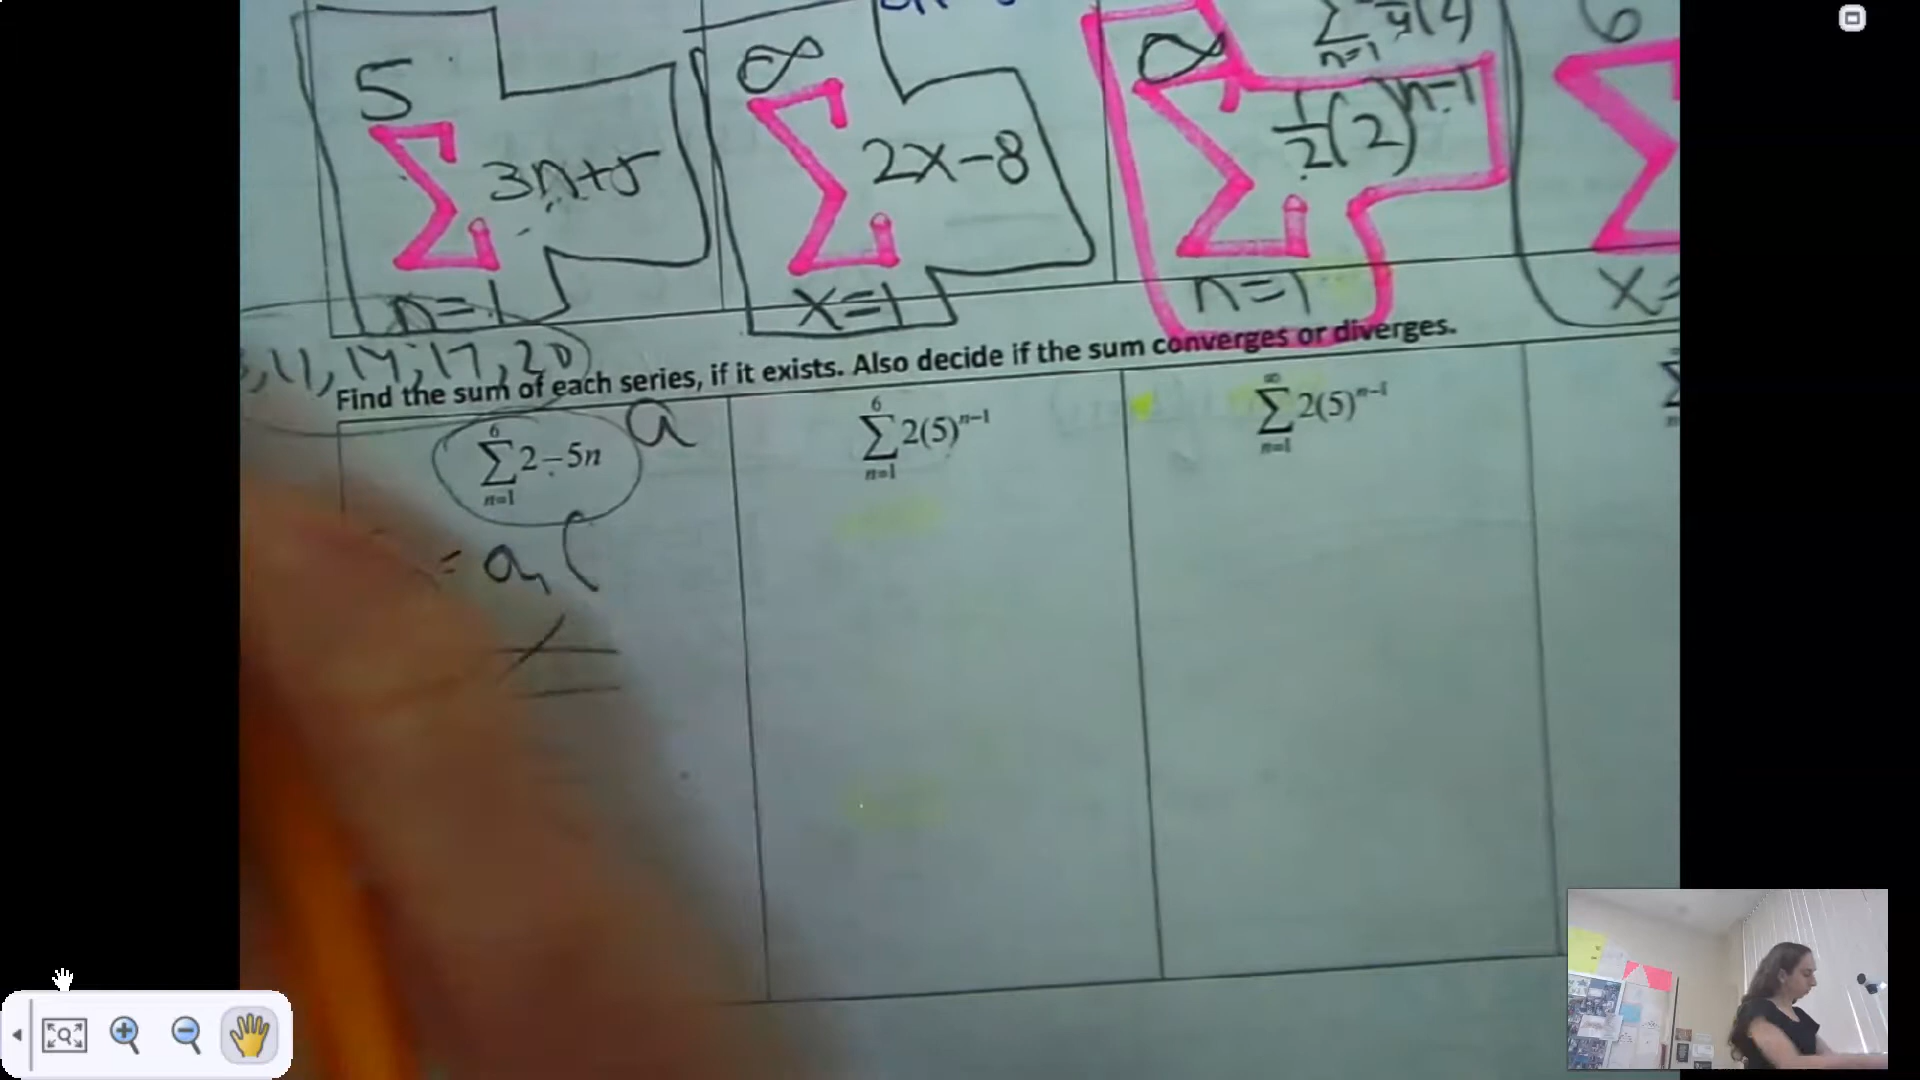 5
Σ 3n+5
n=1
∞
Σ 2x-8
x=1
n=1
∞
Σ 1/2(2)^n-1
n=1
6
Σ
x=
,11,14,17,20
Find the sum of each series, if it exists. Also decide if the sum converges or diverges.
6
Σ 2-5n
n=1
a
= a₁(
6
Σ 2(5)^n-1
n=1
∞
Σ 2(5)^n-1
n=1